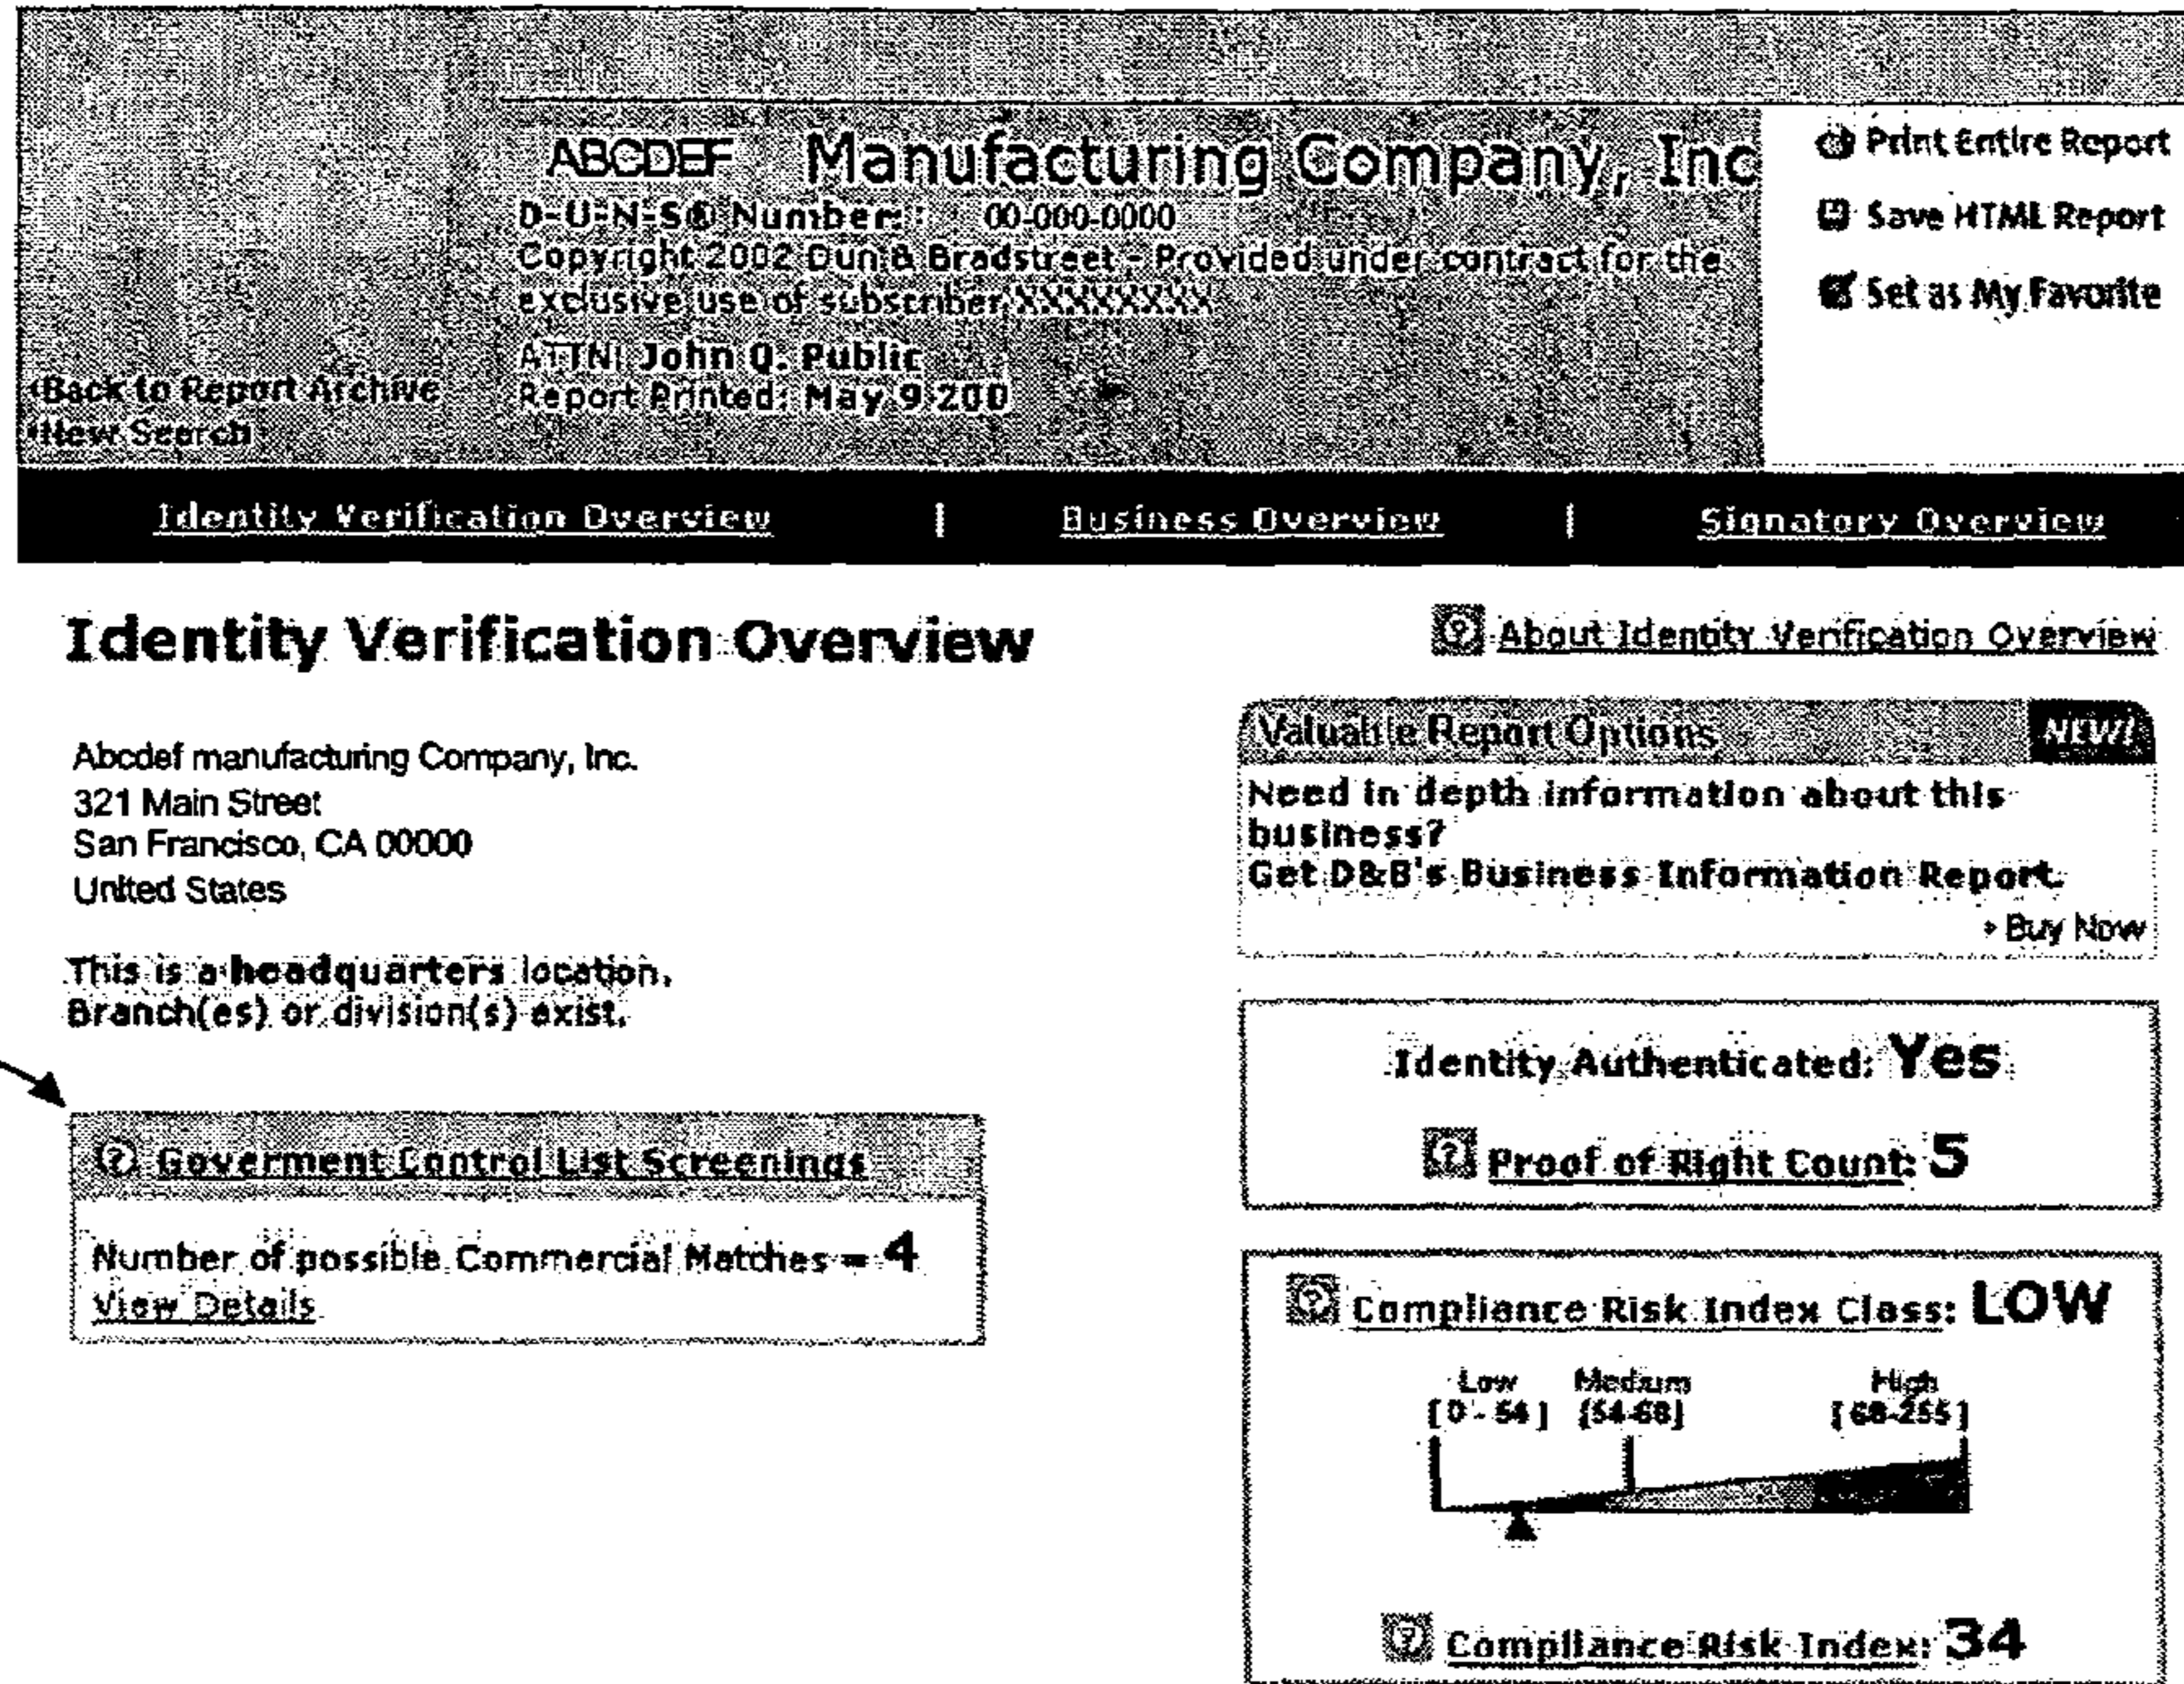 ABCDEF Manufacturing Company, Inc
D-U-N-S® Number: 00-000-0000
Copyright 2002 Dun & Bradstreet - Provided under contract for the
exclusive use of subscriber XXXXXXXX
ATTN: John Q. Public
Report Printed: May 9 200
‹Back to Report Archive
‹New Search
Print Entire Report
Save HTML Report
Set as My Favorite
Identity Verification Overview | Business Overview | Signatory Overview
Identity Verification Overview
? About Identity Verification Overview
Abcdef manufacturing Company, Inc.
321 Main Street
San Francisco, CA 00000
United States
This is a headquarters location.
Branch(es) or division(s) exist.
? Goverment Control List Screenings
Number of possible Commercial Matches = 4
View Details
Valuable Report Options NEW!
Need in depth information about this
business?
Get D&B's Business Information Report.
› Buy Now
Identity Authenticated: Yes
? Proof of Right Count: 5
? Compliance Risk Index Class: LOW
Low Medium High
[0 - 54] [54-68] [68-255]
? Compliance Risk Index: 34